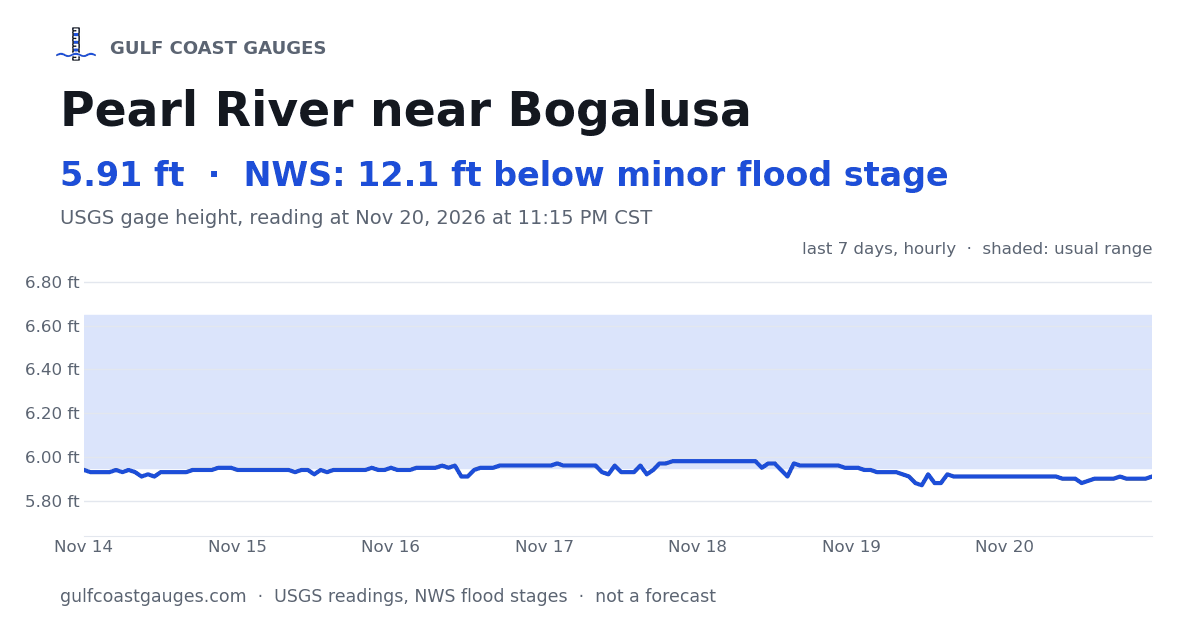 GULF COAST GAUGES
Pearl River near Bogalusa
5.91 ft · NWS: 12.1 ft below minor flood stage
USGS gage height, reading at Nov 20, 2026 at 11:15 PM CST
last 7 days, hourly · shaded: usual range
6.80 ft
6.60 ft
6.40 ft
6.20 ft
6.00 ft
5.80 ft
Nov 14 Nov 15 Nov 16 Nov 17 Nov 18 Nov 19 Nov 20
gulfcoastgauges.com · USGS readings, NWS flood stages · not a forecast